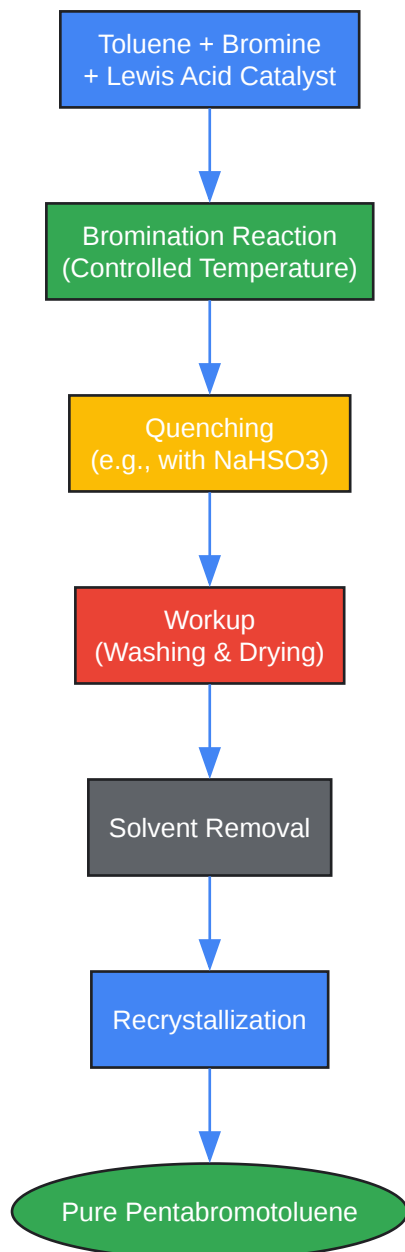 Toluene + Bromine
+ Lewis Acid Catalyst
Bromination Reaction
(Controlled Temperature)
Quenching
(e.g., with NaHSO3)
Workup
(Washing & Drying)
Solvent Removal
Recrystallization
Pure Pentabromotoluene